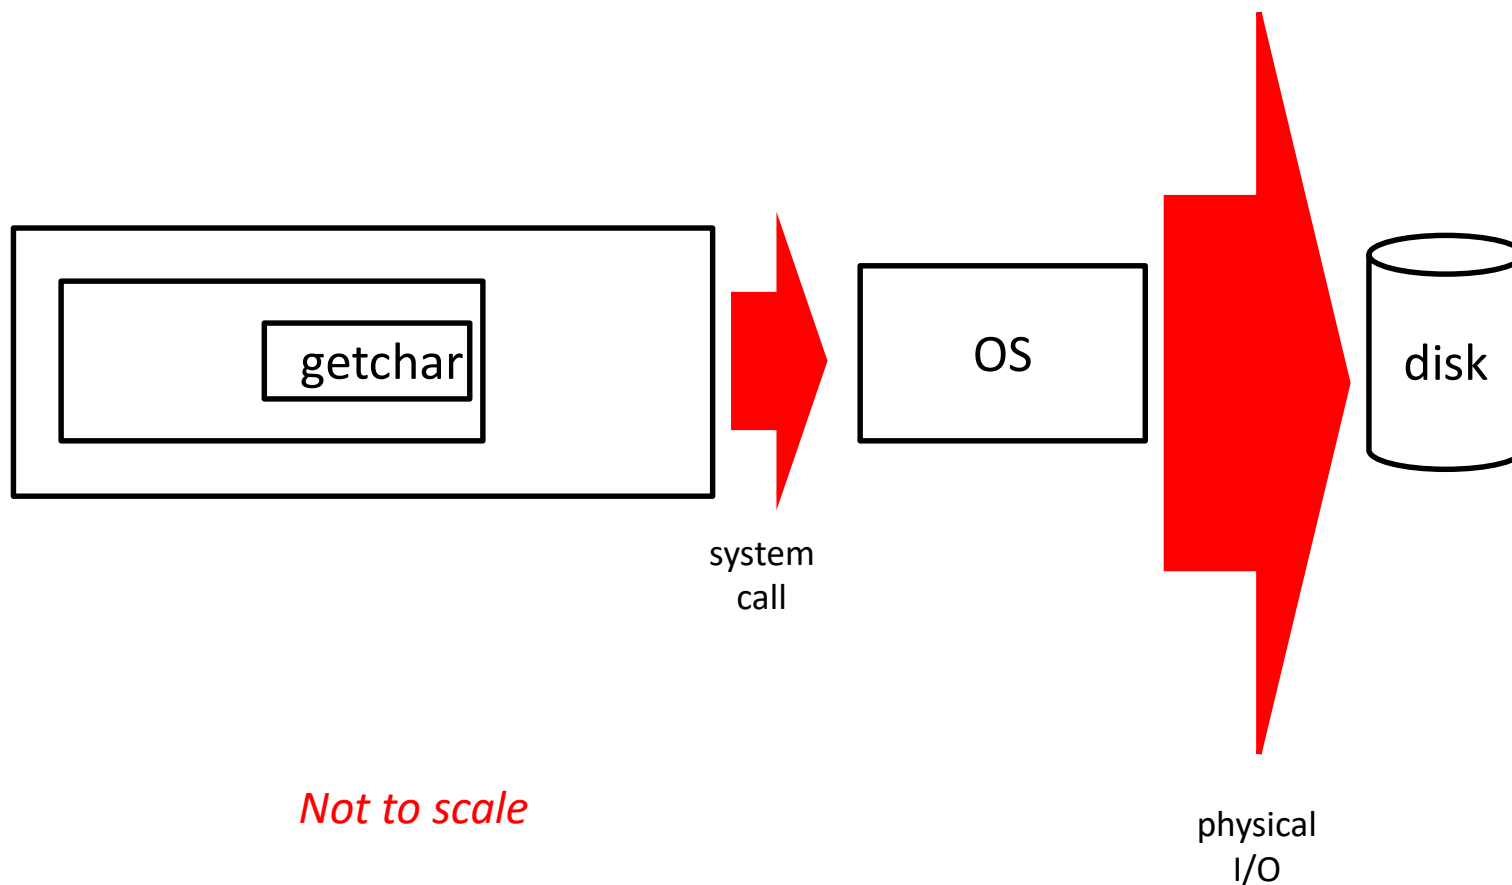 getchar
OS
disk
system
call
Not to scale
physical
I/O